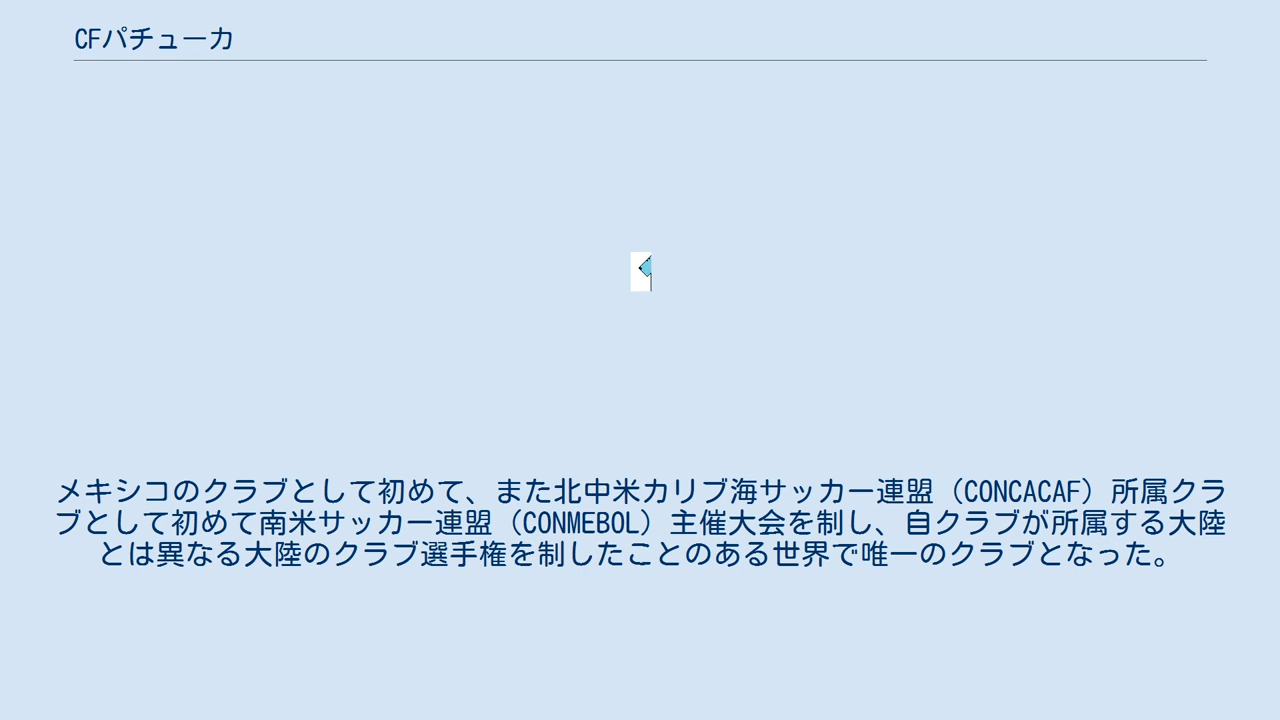 CFパチューカ
メキシコのクラブとして初めて、また北中米カリブ海サッカー連盟（CONCACAF）所属クラ
ブとして初めて南米サッカー連盟（CONMEBOL）主催大会を制し、自クラブが所属する大陸
とは異なる大陸のクラブ選手権を制したことのある世界で唯一のクラブとなった。